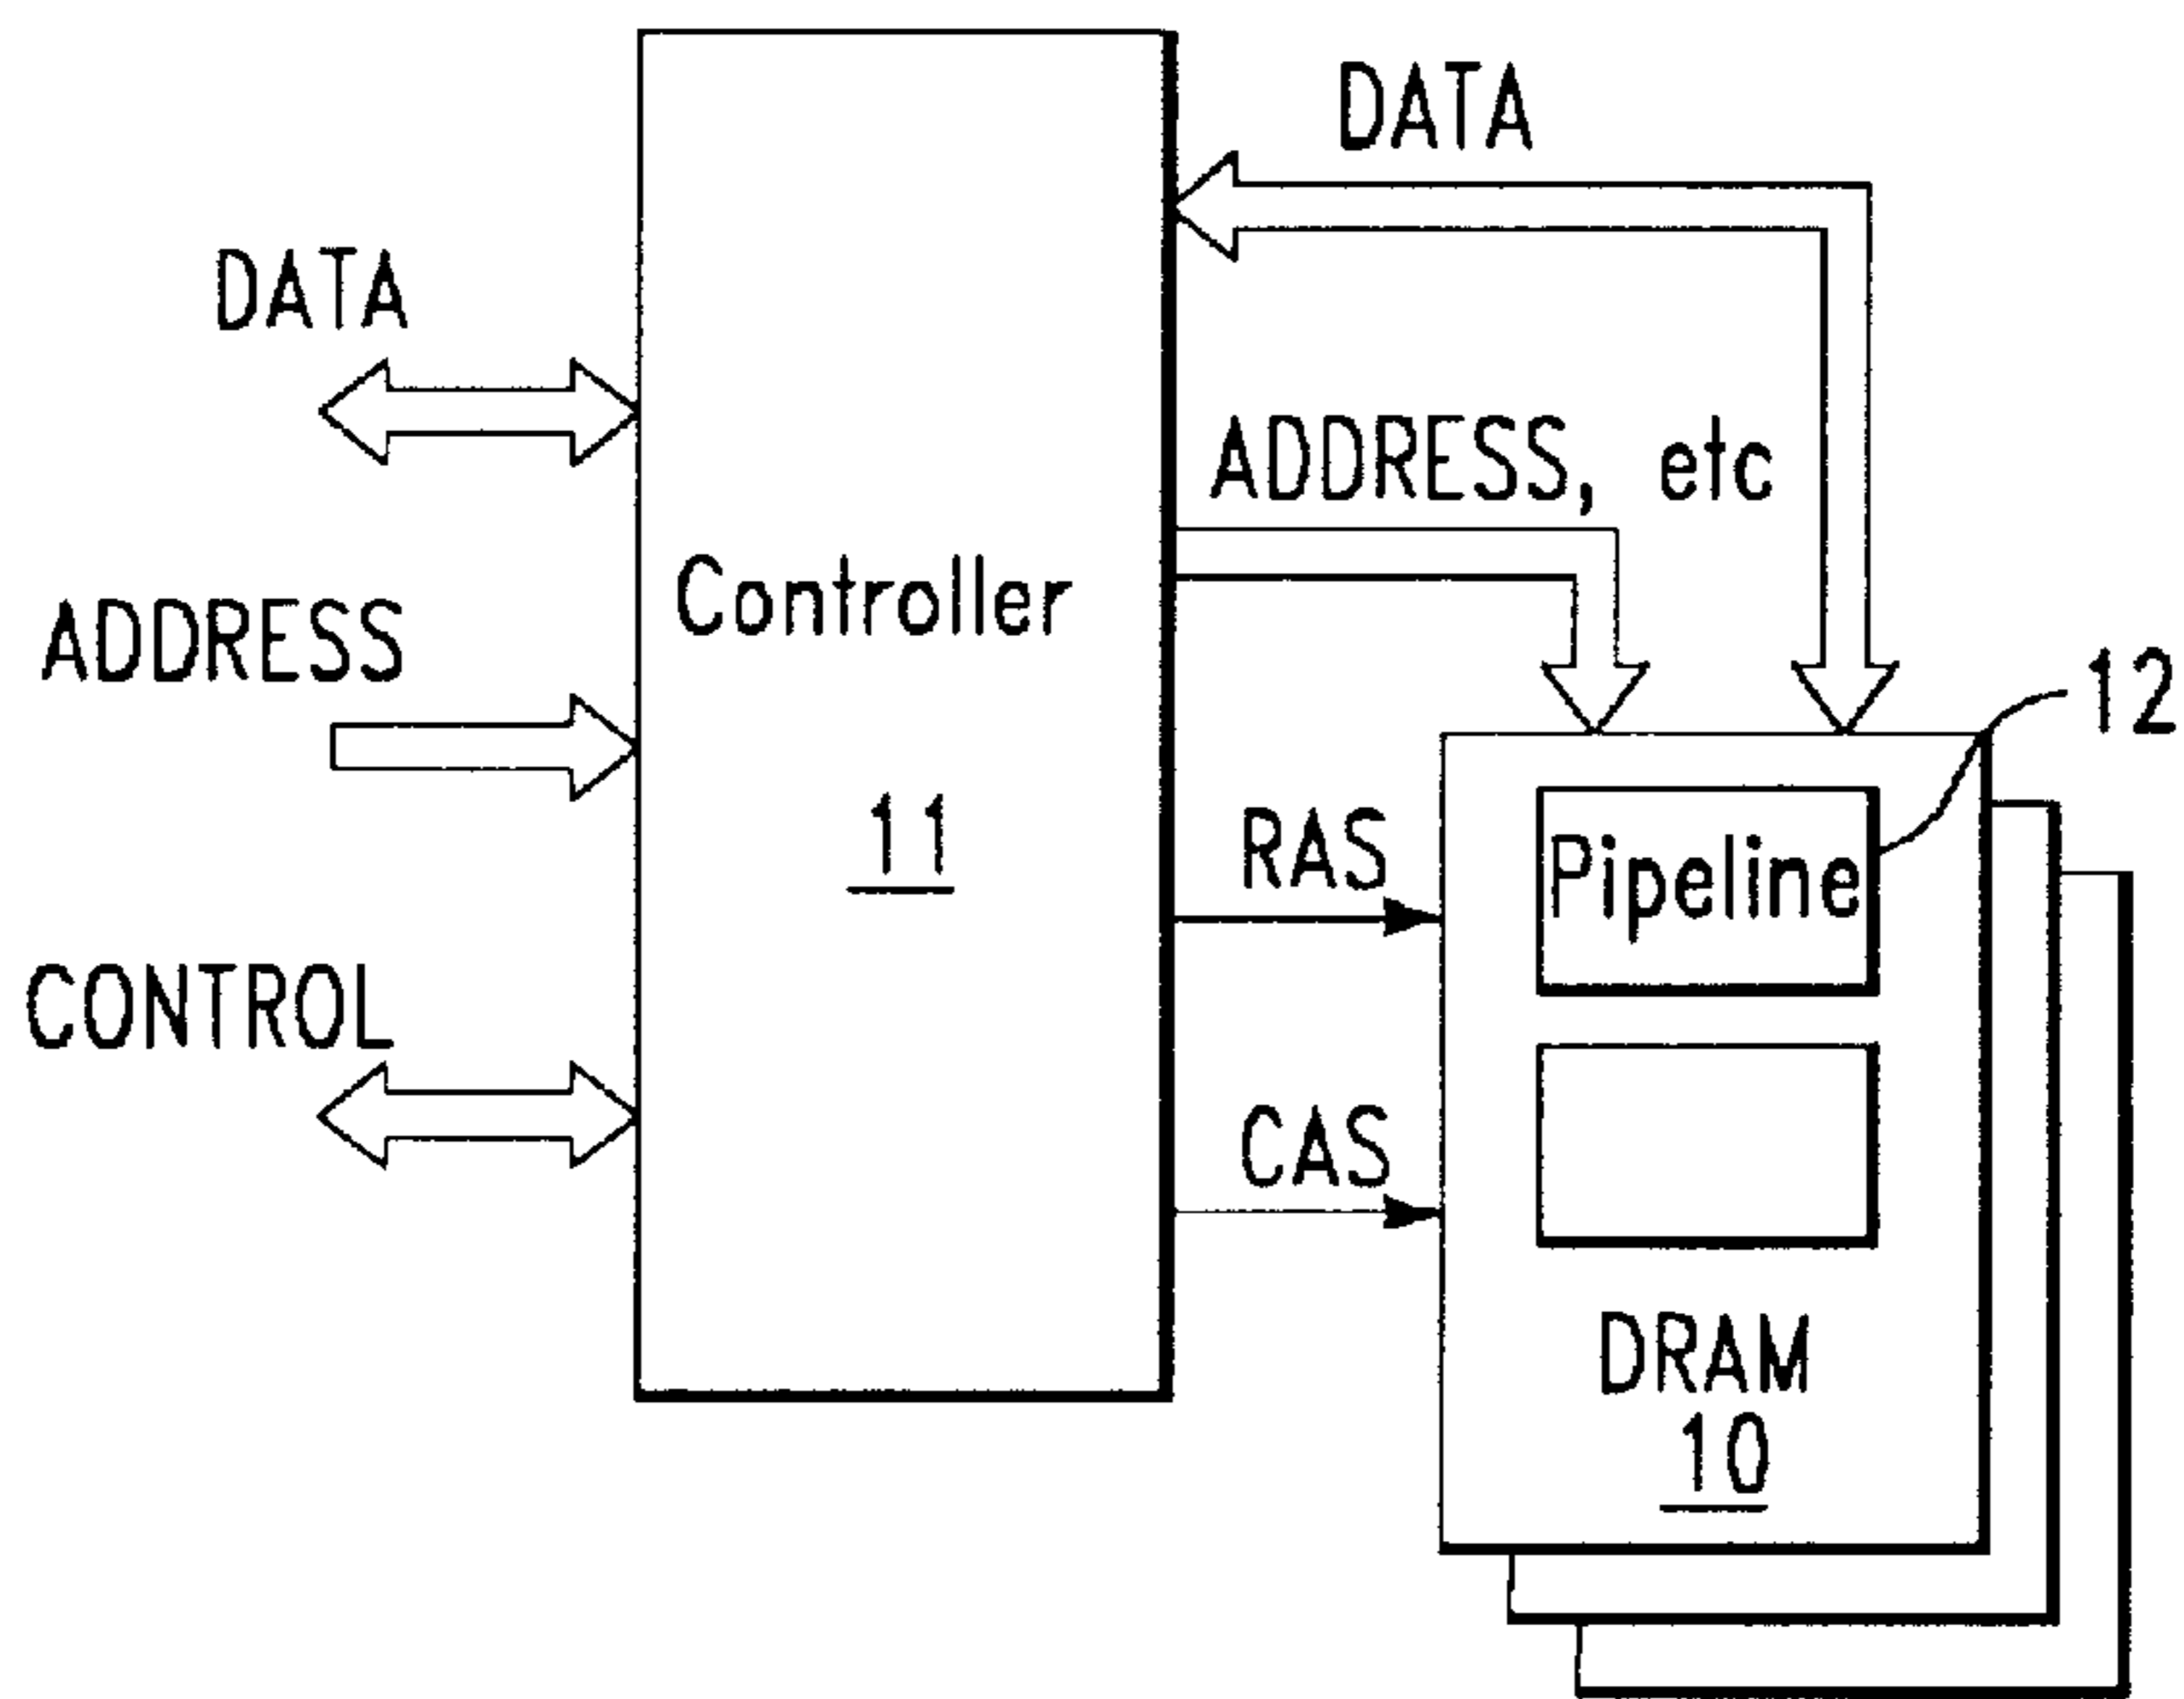 DATA
DATA
ADDRESS, etc
Controller
ADDRESS
12
11
RAS
Pipeline
CONTROL
CAS
DRAM
10